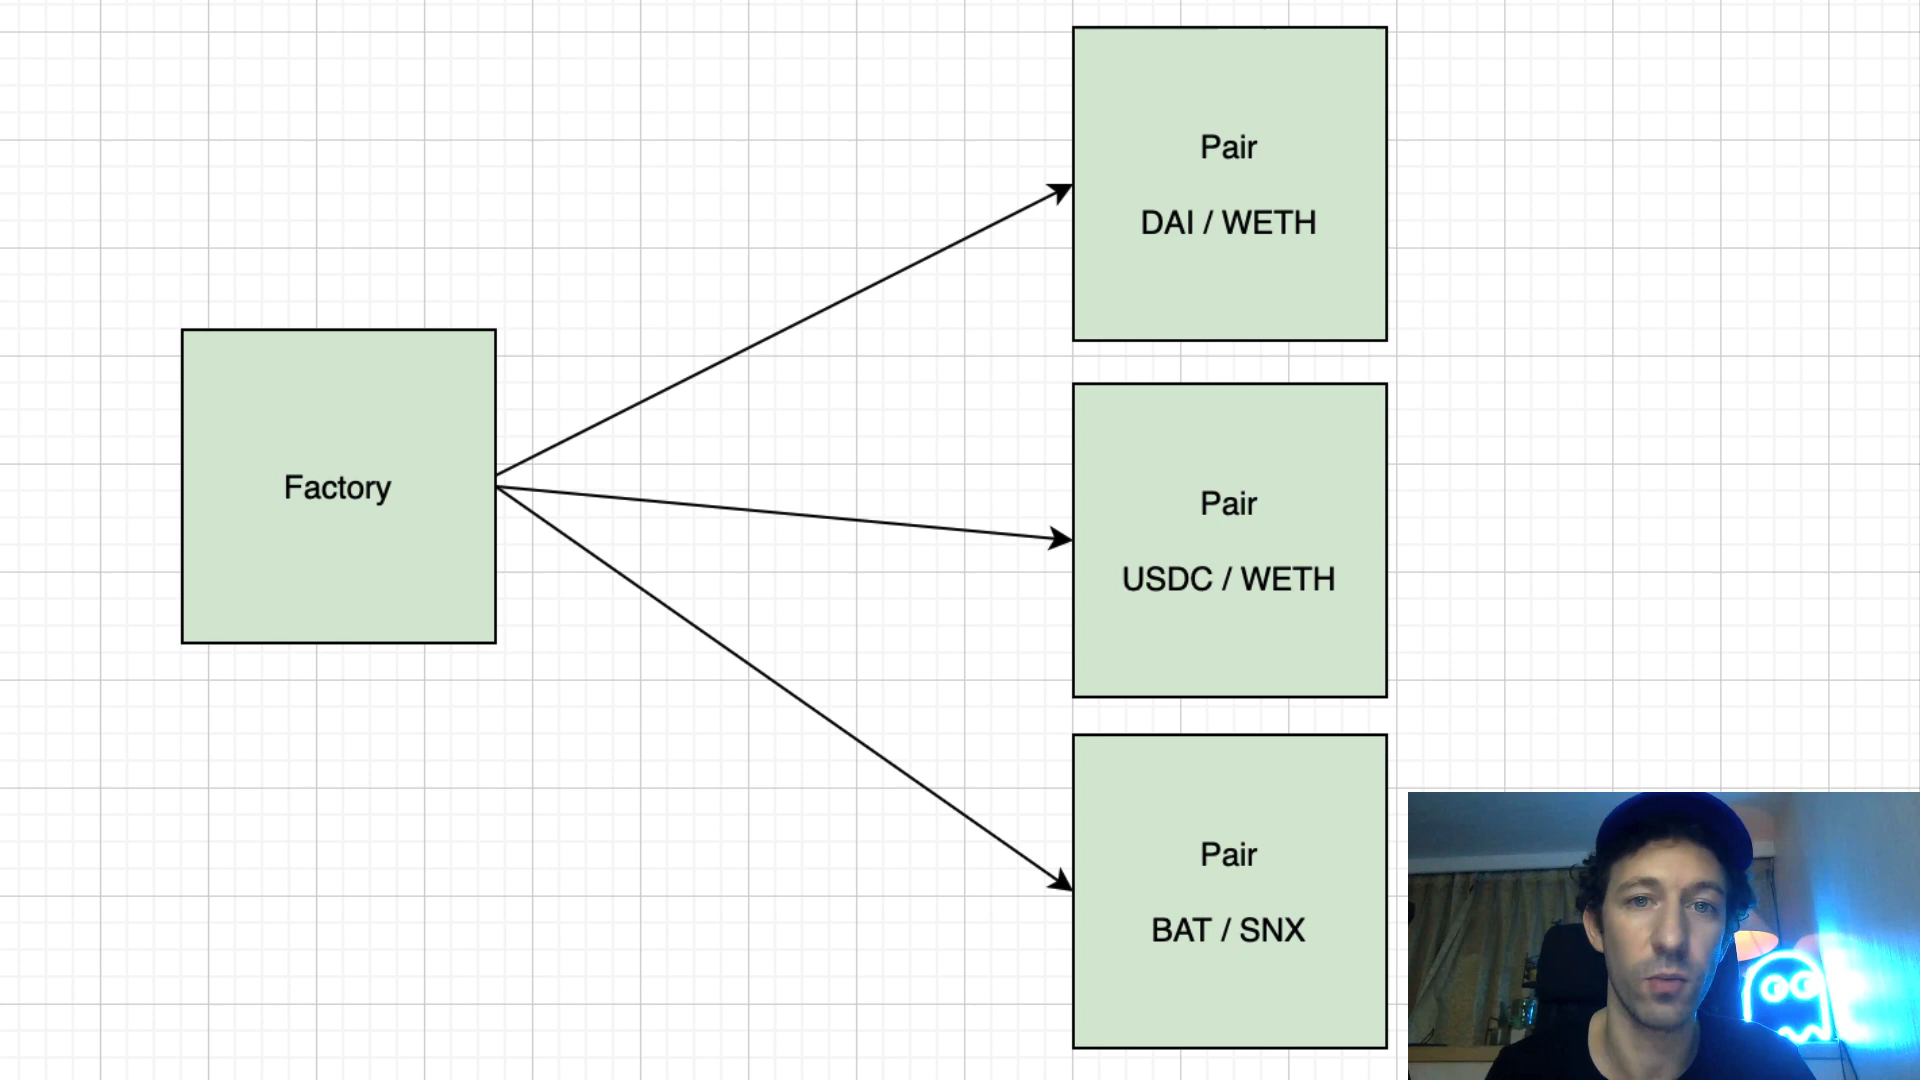 Factory
Pair
DAI / WETH
Pair
USDC / WETH
Pair
BAT / SNX